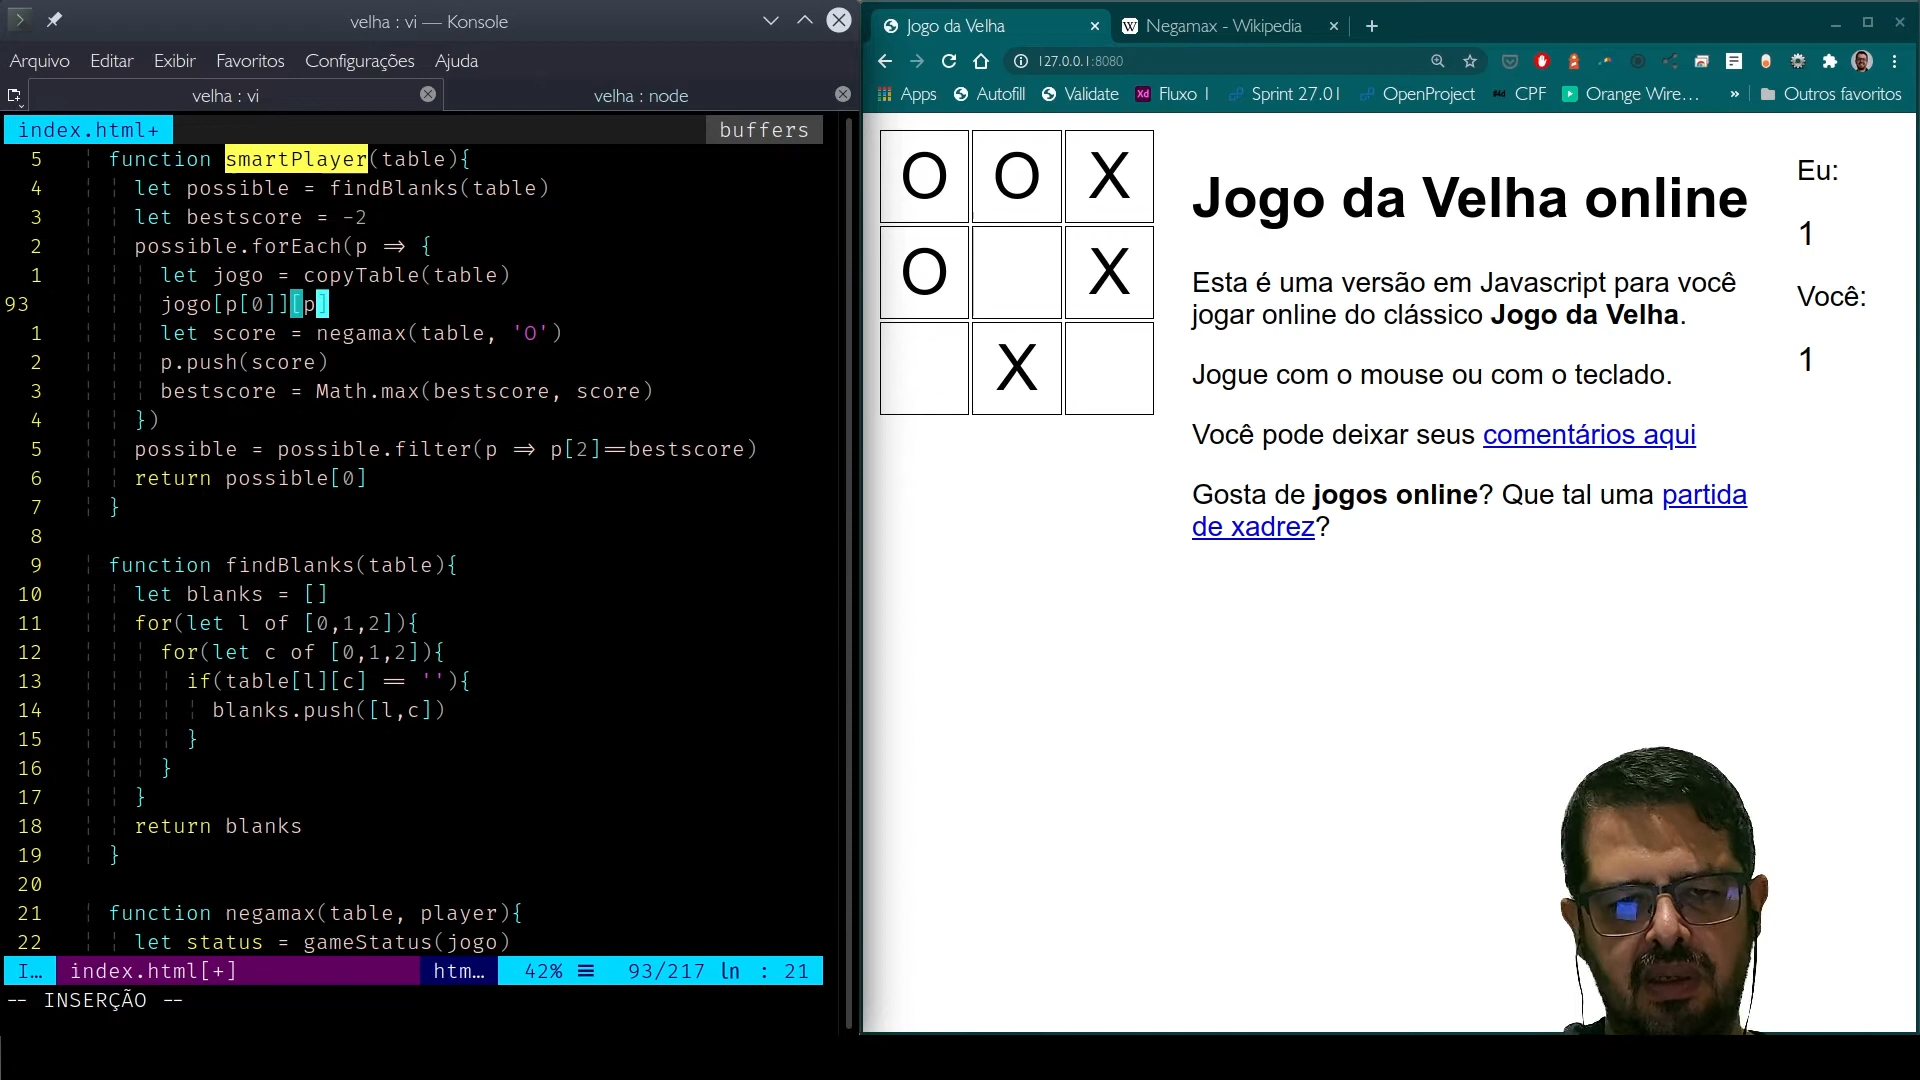 velha : vi — Konsole
Arquivo Editar Exibir Favoritos Configurações Ajuda
velha : vi
velha : node
index.html+
buffers
5 function smartPlayer(table){
4 let possible = findBlanks(table)
3 let bestscore = -2
2 possible.forEach(p => {
1 let jogo = copyTable(table)
93 jogo[p[0]][p]
1 let score = negamax(table, 'O')
2 p.push(score)
3 bestscore = Math.max(bestscore, score)
4 })
5 possible = possible.filter(p => p[2]==bestscore)
6 return possible[0]
7 }
8
9 function findBlanks(table){
10 let blanks = []
11 for(let l of [0,1,2]){
12 for(let c of [0,1,2]){
13 if(table[l][c] == ''){
14 blanks.push([l,c])
15 }
16 }
17 }
18 return blanks
19 }
20
21 function negamax(table, player){
22 let status = gameStatus(jogo)
I… index.html[+] htm… 42% ≡ 93/217 ln : 21
-- INSERÇÃO --
Jogo da Velha
W Negamax - Wikipedia
127.0.0.1:8080
Apps Autofill Validate Xd Fluxo 1 Sprint 27.01 OpenProject CPF Orange Wire... » Outros favoritos
O O X
O X
X
Jogo da Velha online
Esta é uma versão em Javascript para você
jogar online do clássico Jogo da Velha.
Jogue com o mouse ou com o teclado.
Você pode deixar seus comentários aqui
Gosta de jogos online? Que tal uma partida
de xadrez?
Eu:
1
Você:
1